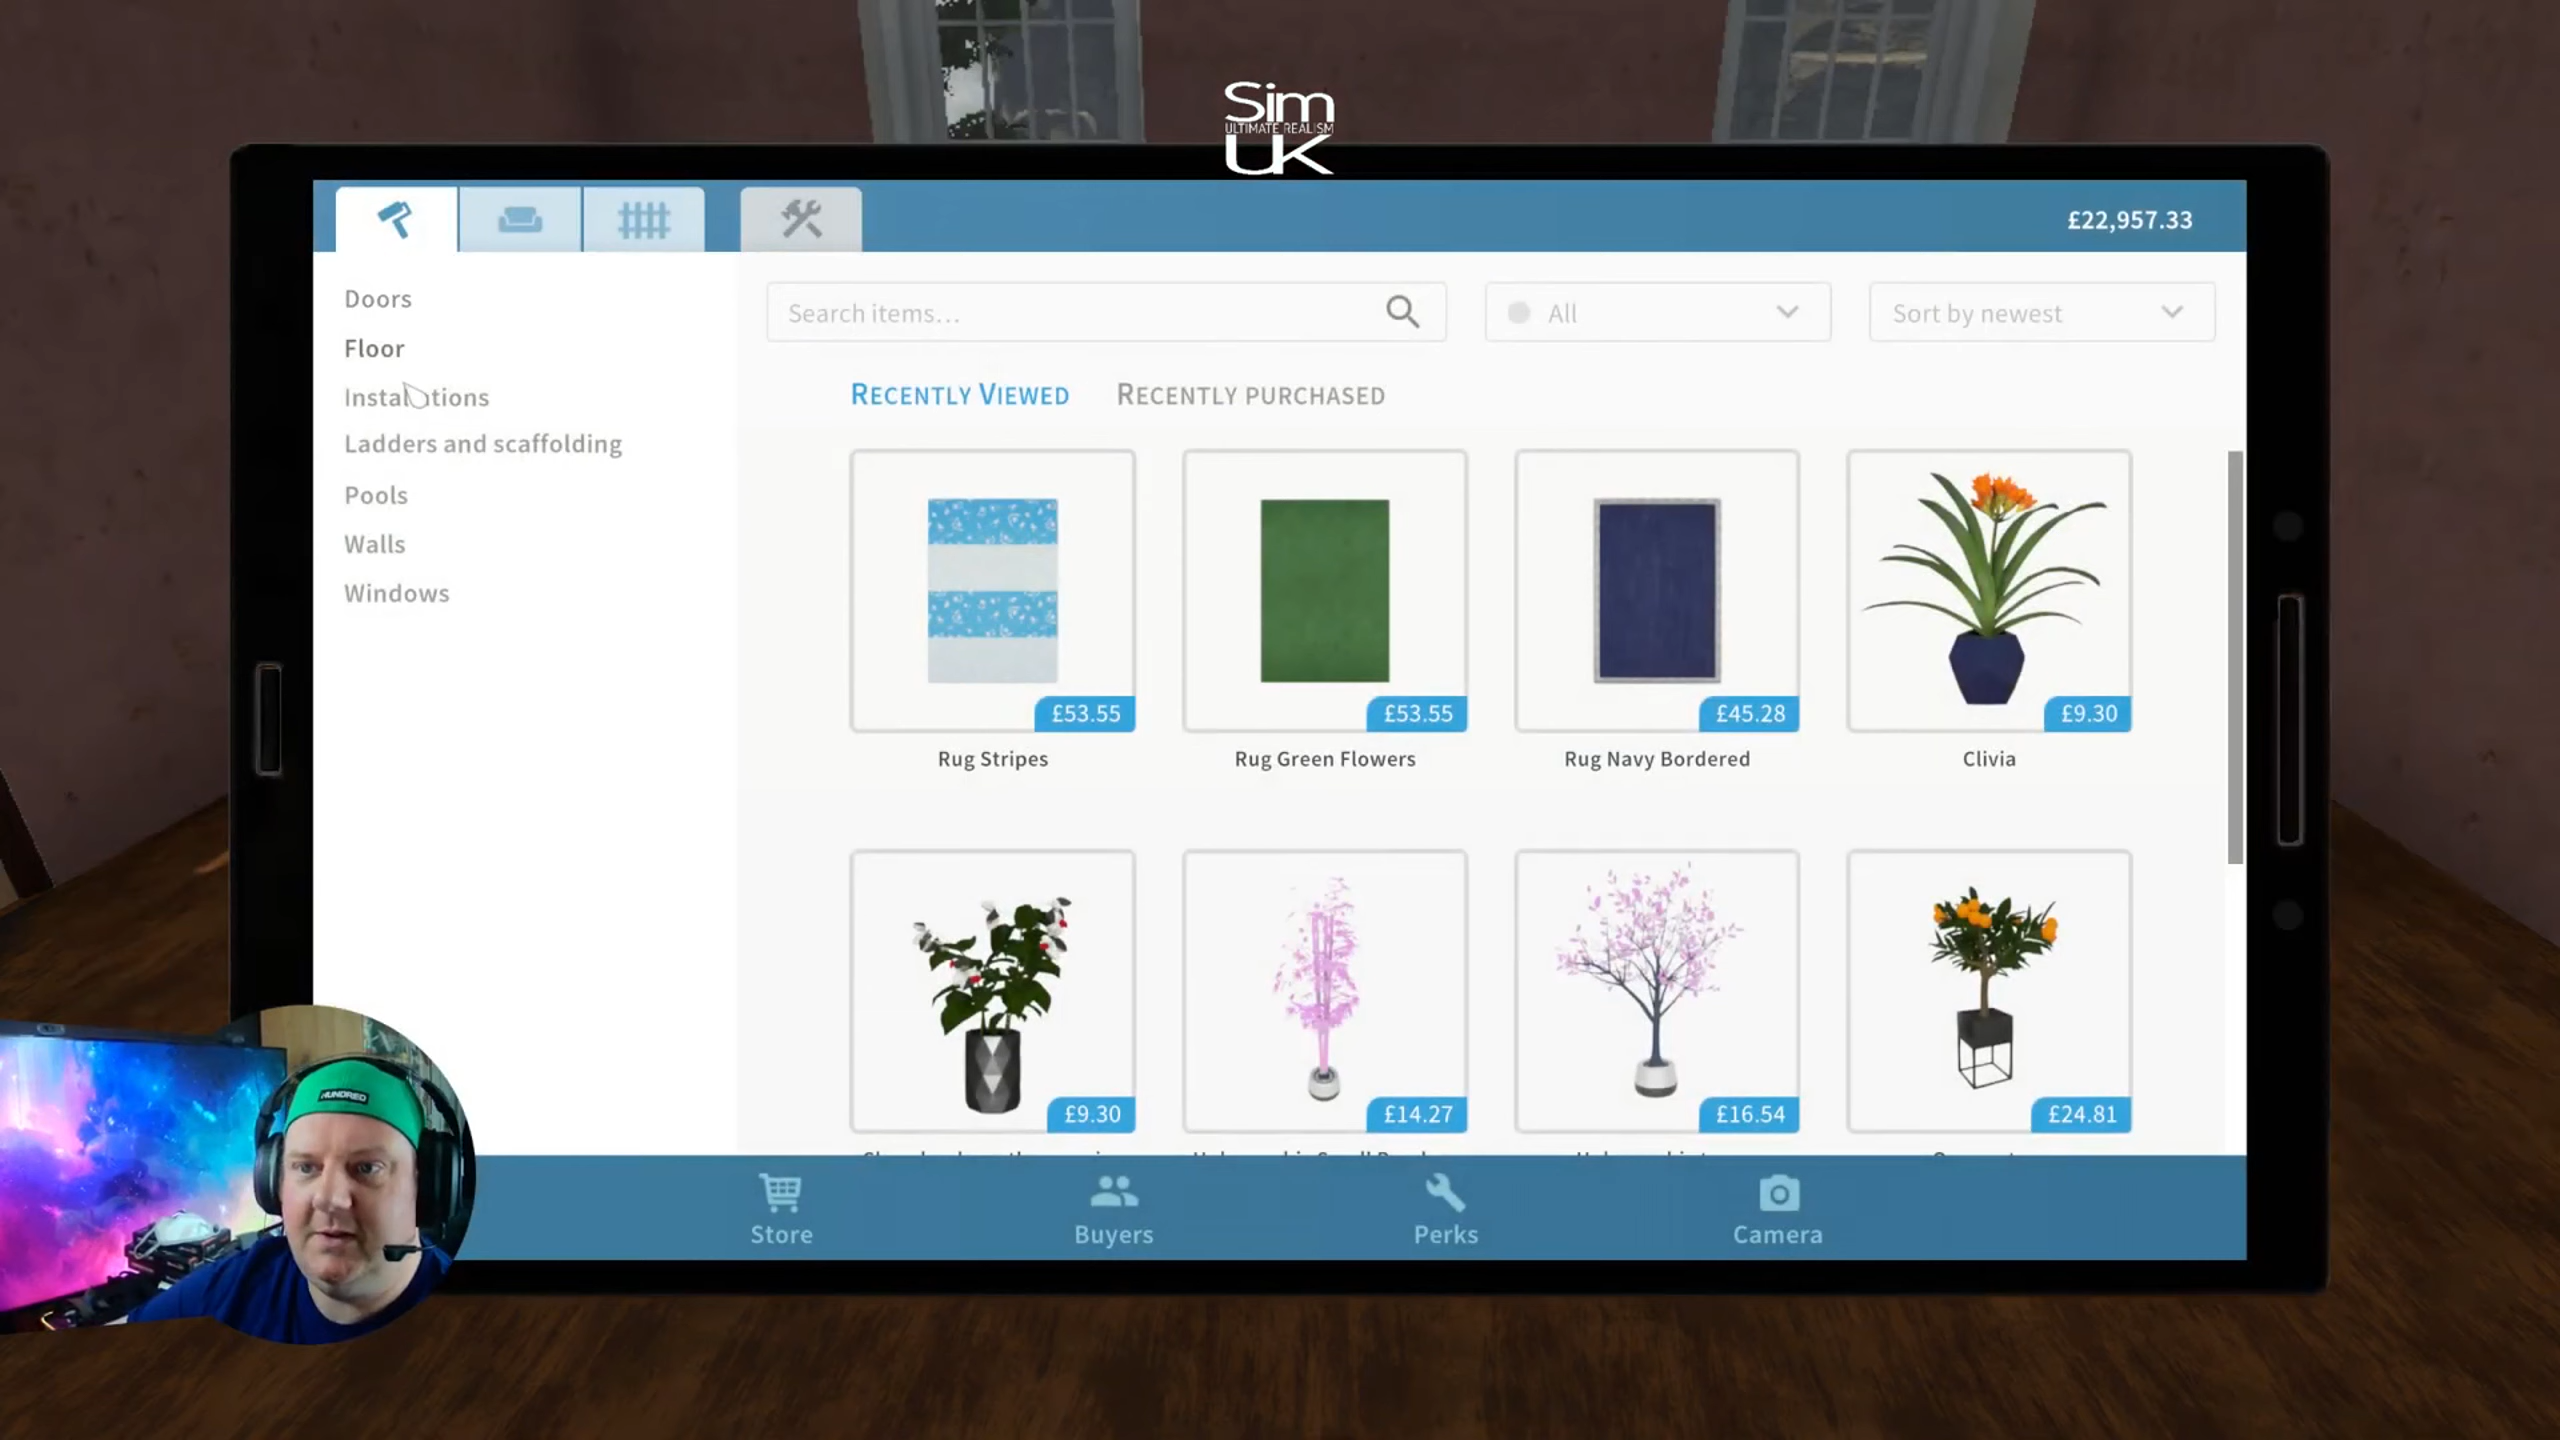 Sim
ULTIMATE REALISM
UK
£22,957.33
Doors
Floor
Ladders and scaffolding
Pools
Walls
Windows
Search items...
All
Sort by newest
RECENTLY VIEWED
RECENTLY PURCHASED
£53.55
£53.55
£45.28
£9.30
Rug Stripes
Rug Green Flowers
Rug Navy Bordered
Clivia
£9.30
£14.27
£16.54
£24.81
HUNDRED
Store
Buyers
Perks
Camera